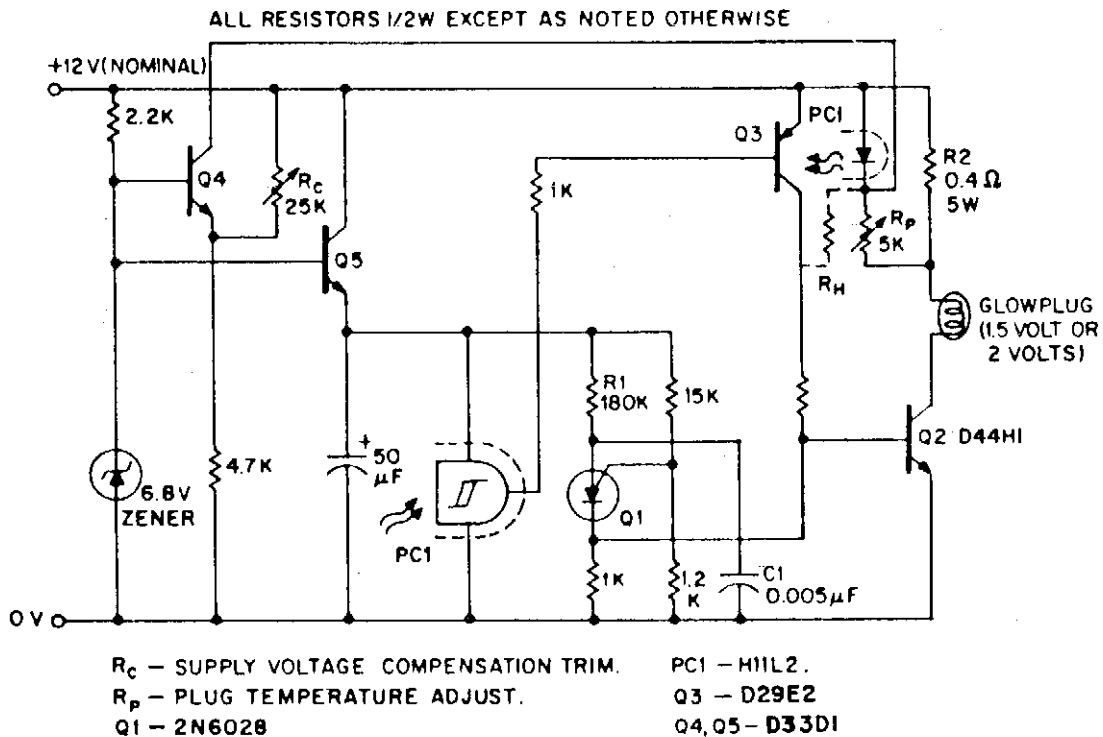 ALL RESISTORS 1/2W EXCEPT AS NOTED OTHERWISE
+12V(NOMINAL)
2.2K
Q4
RC
25K
Q5
1K
Q3
PC1
R2
0.4Ω
5W
RP
5K
RH
GLOWPLUG
(1.5 VOLT OR
2 VOLTS)
R1
180K
15K
Q2 D44H1
+
50
μF
4.7K
6.8V
ZENER
PC1
Q1
1K
1.2
K
C1
0.005μF
0V
RC – SUPPLY VOLTAGE COMPENSATION TRIM.
RP – PLUG TEMPERATURE ADJUST.
Q1 – 2N6028
PC1 – H11L2.
Q3 – D29E2
Q4,Q5 – D33D1